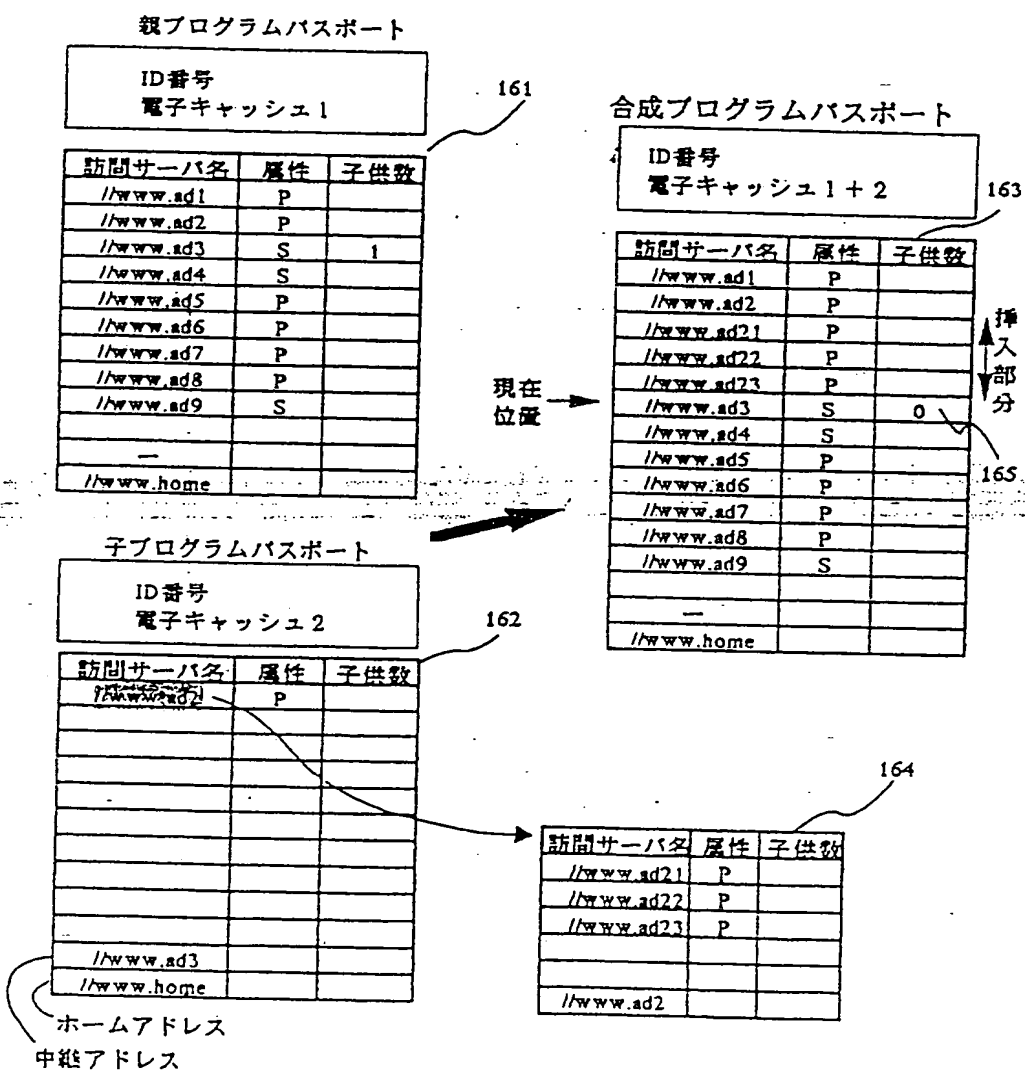 親プログラムパスポート
ID番号
電子キャッシュ1
161
訪問サーバ名 属性 子供数
//www.ad1 P
//www.ad2 P
//www.ad3 S 1
//www.ad4 S
//www.ad5 P
//www.ad6 P
//www.ad7 P
//www.ad8 P
//www.ad9 S
—
//www.home
合成プログラムパスポート
ID番号
電子キャッシュ1+2
163
訪問サーバ名 属性 子供数
//www.ad1 P
//www.ad2 P
//www.ad21 P
//www.ad22 P
//www.ad23 P
//www.ad3 S 0
//www.ad4 S
//www.ad5 P
//www.ad6 P
//www.ad7 P
//www.ad8 P
//www.ad9 S
—
//www.home
挿入部分
現在
位置
165
子プログラムパスポート
ID番号
電子キャッシュ2
162
訪問サーバ名 属性 子供数
P
//www.ad3
//www.home
ホームアドレス
中継アドレス
164
訪問サーバ名 属性 子供数
//www.ad21 P
//www.ad22 P
//www.ad23 P
//www.ad2